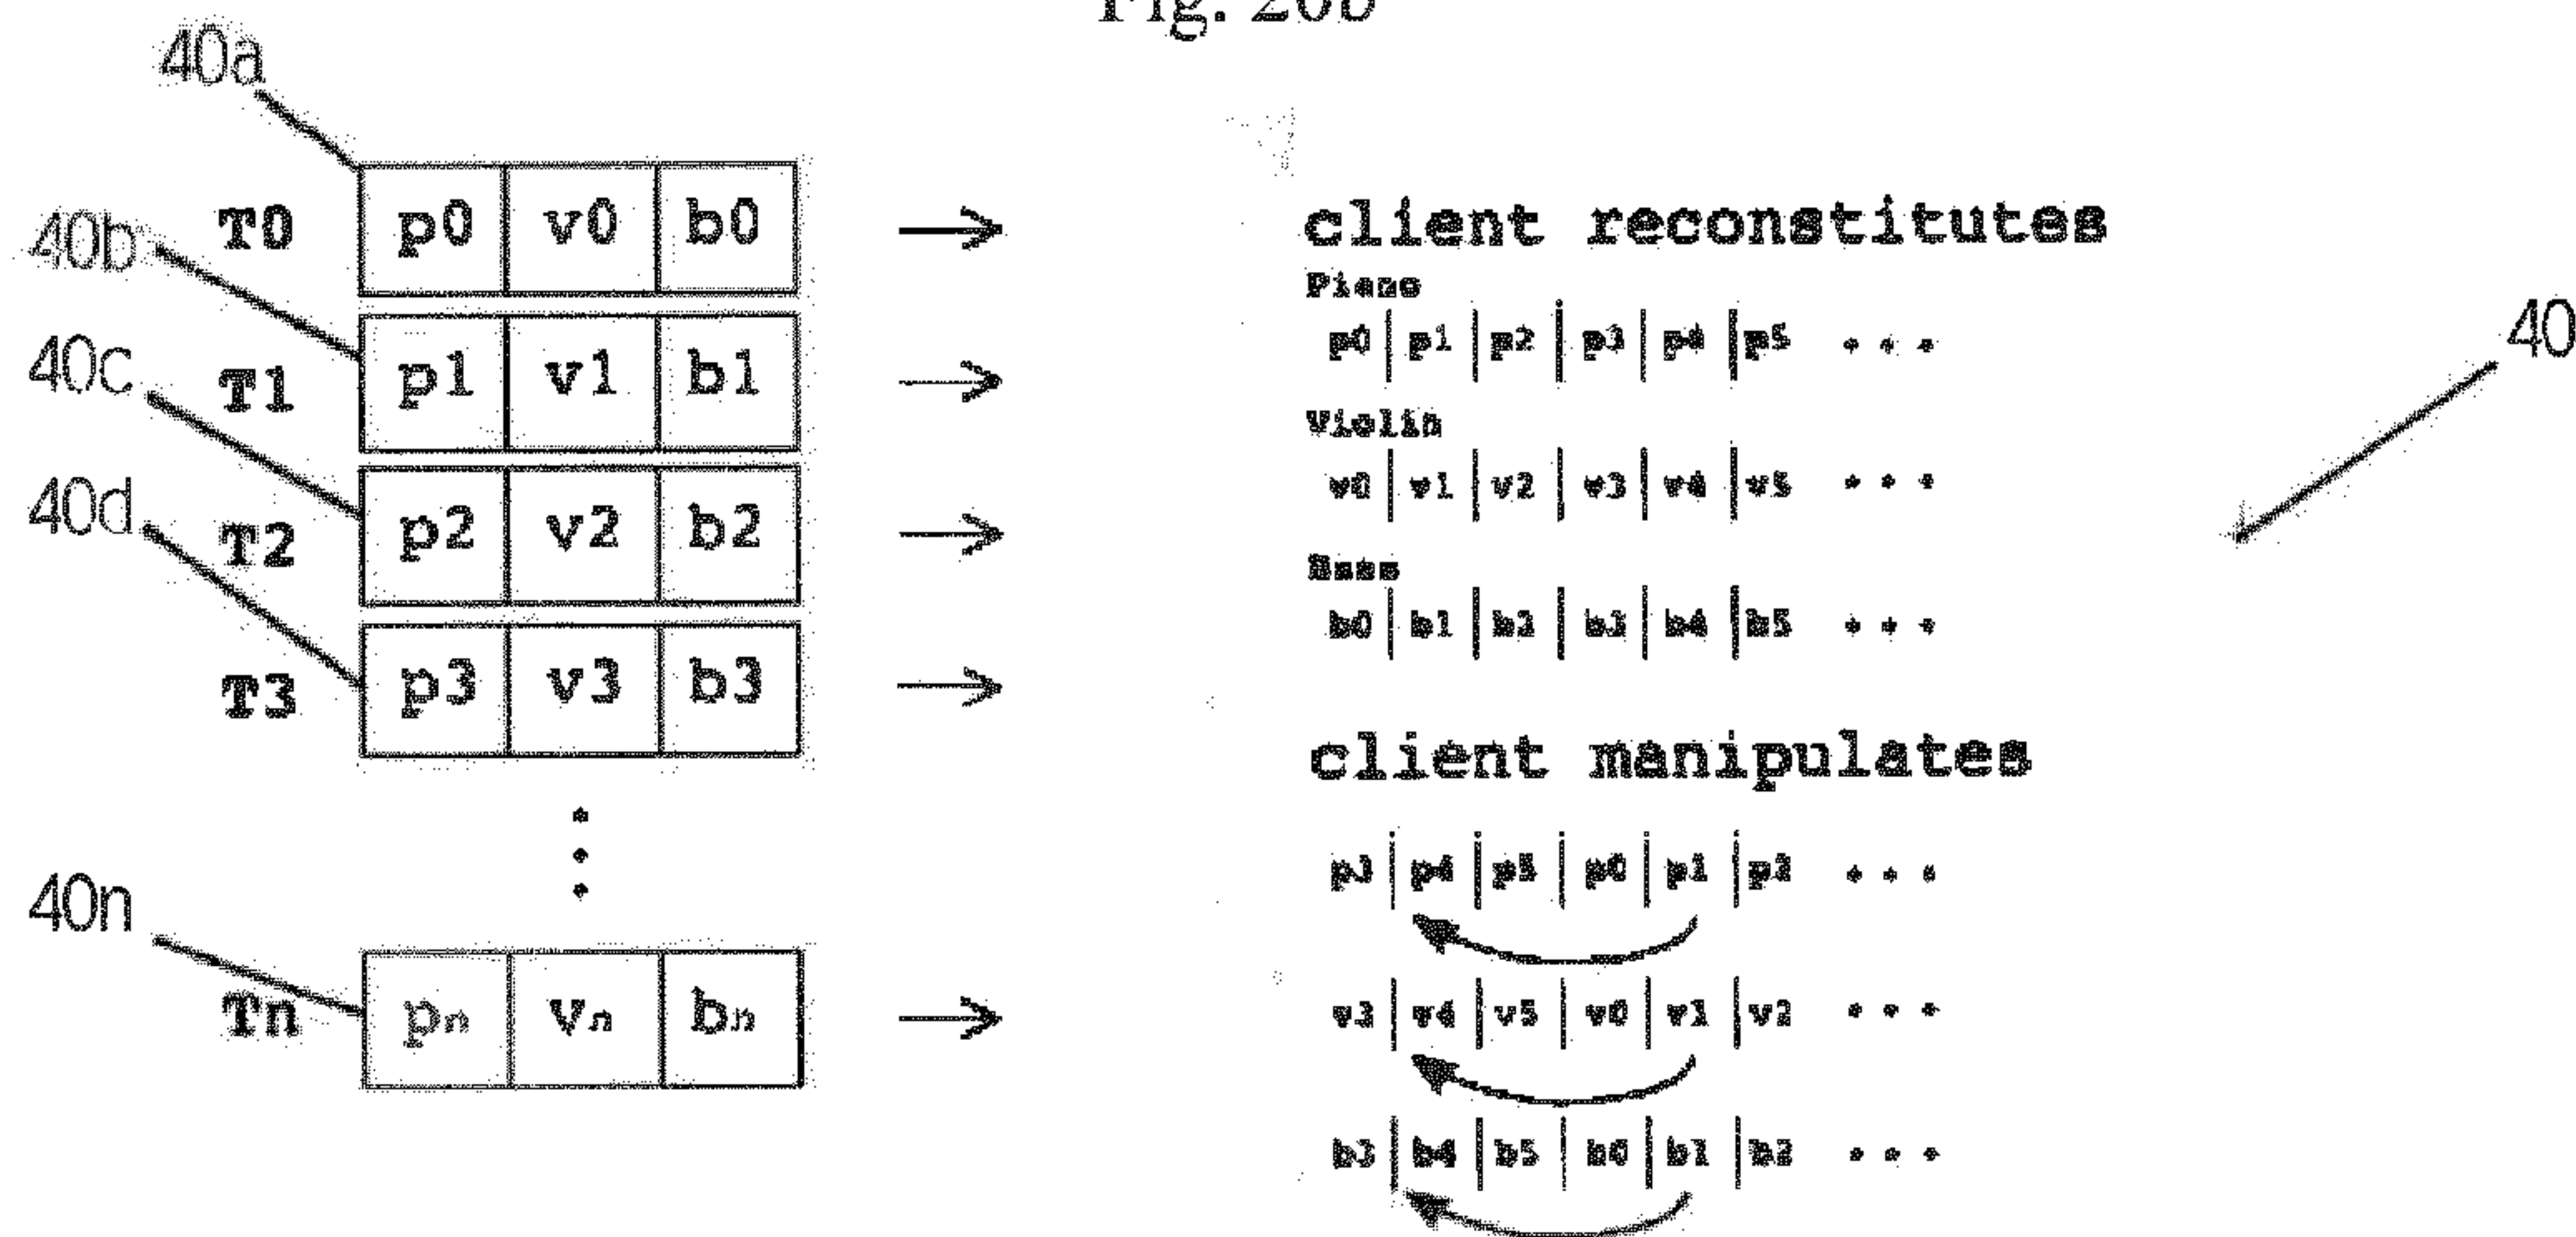 Fig. 20b
40a
40b
T0 p0 v0 b0
40c
T1 p1 v1 b1
40d
T2 p2 v2 b2
T3 p3 v3 b3
40n
Tn pn vn bn
client reconstitutes
Piano
p0 p1 p2 p3 p4 p5
Violin
v0 v1 v2 v3 v4 v5
Bass
b0 b1 b2 b3 b4 b5
client manipulates
p3 p4 p5 p0 p1 p2
v3 v4 v5 v0 v1 v2
b3 b4 b5 b0 b1 b2
40